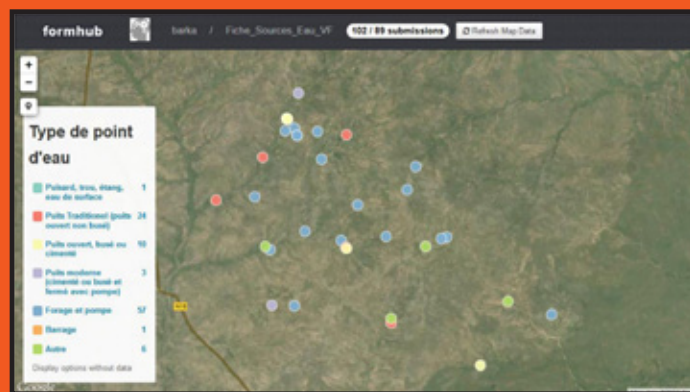 formhub barka / Fiche_Sources_Eau_VF 102 / 89 submissions Refresh Map Data
+
−
Type de point
d'eau
Puisard, trou, étang, 1
eau de surface
Puits Traditionel (puits 24
ouvert non busé)
Puits ouvert, busé ou 10
cimenté
Puits moderne 3
(cimenté ou busé et
fermé avec pompe)
Forage et pompe 57
Barrage 1
Autre 6
Display options without data
Google